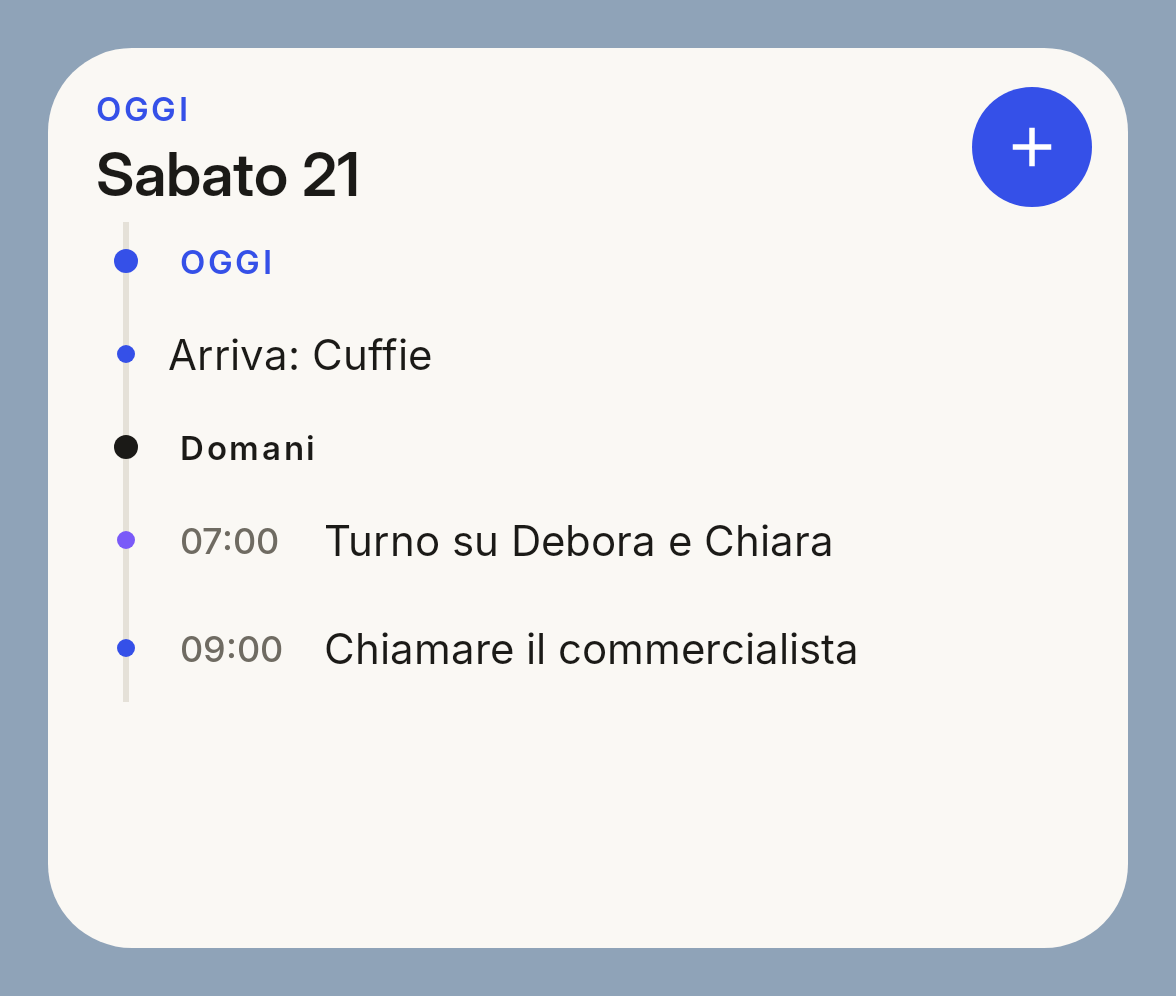 OGGI
Sabato 21
OGGI
Arriva: Cuffie
Domani
07:00 Turno su Debora e Chiara
09:00 Chiamare il commercialista